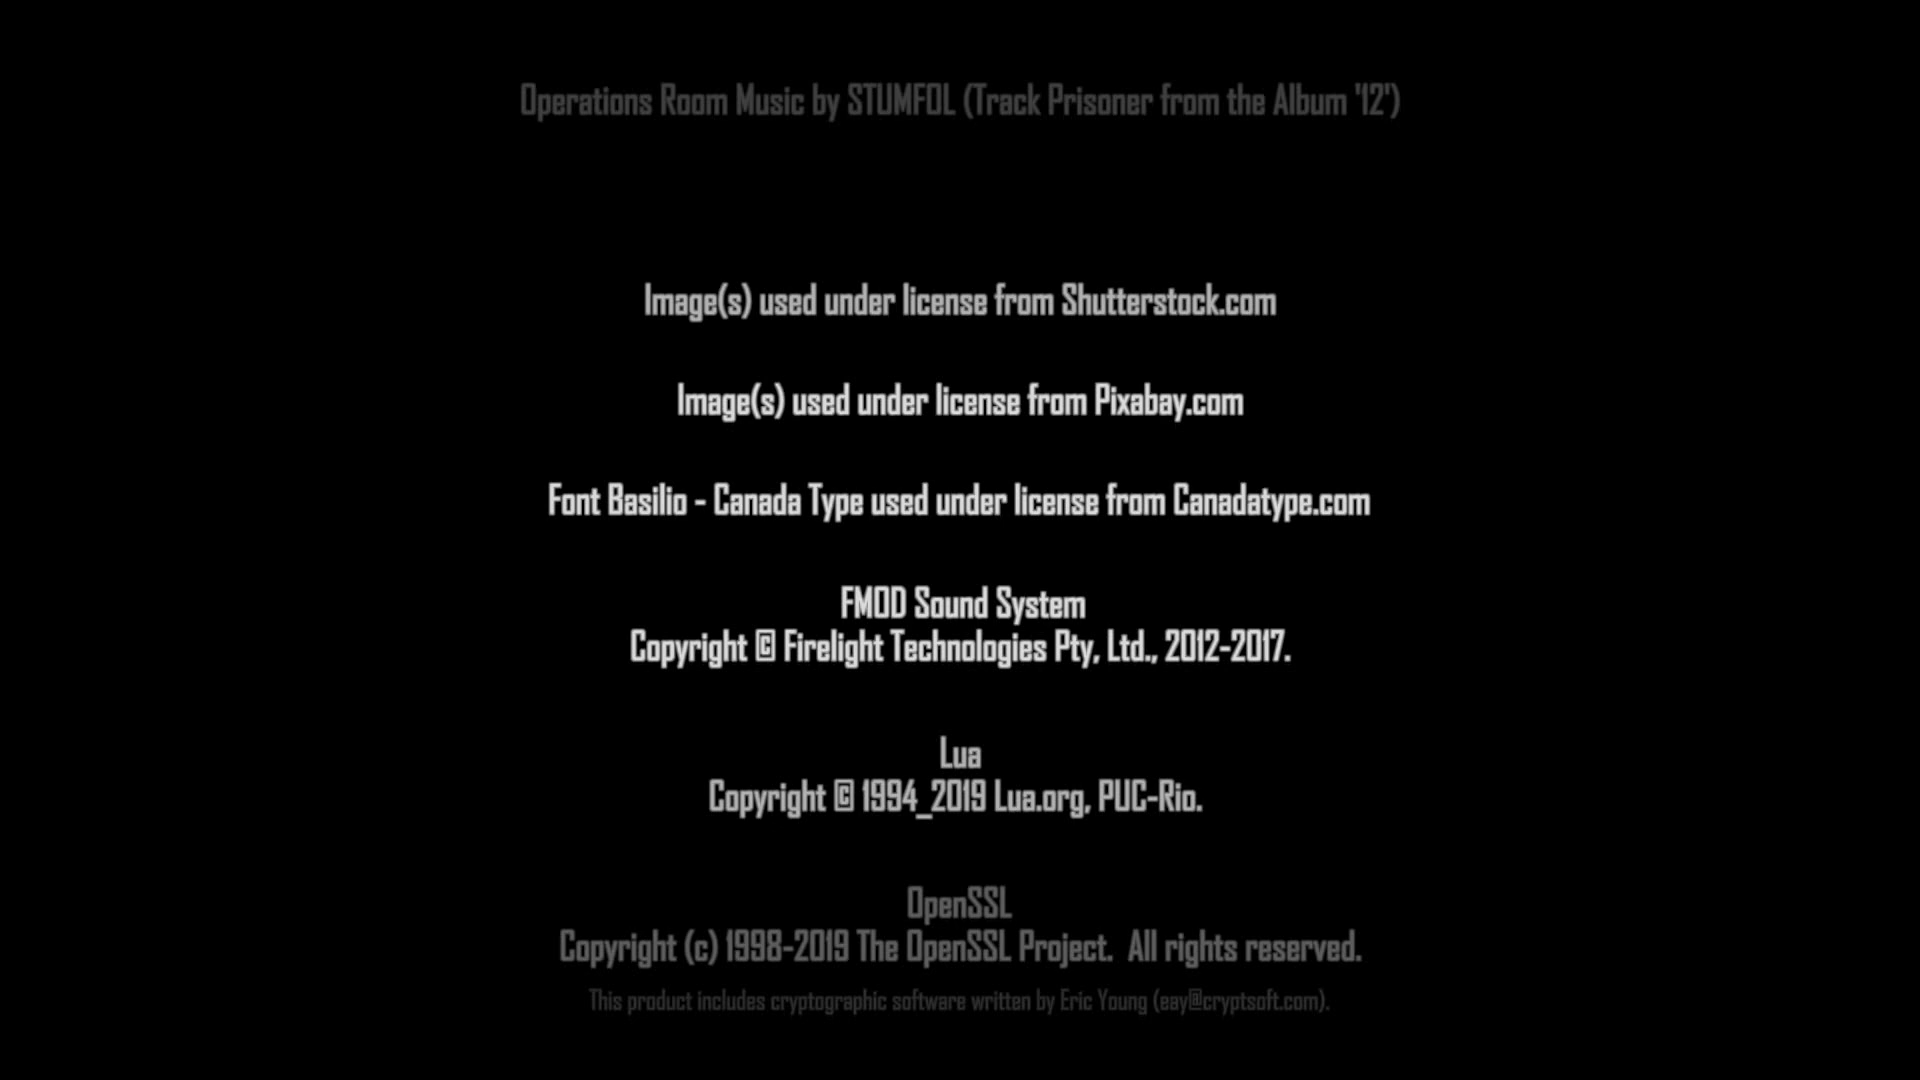 Operations Room Music by STUMFOL (Track Prisoner from the Album '12')
Image(s) used under license from Shutterstock.com
Image(s) used under license from Pixabay.com
Font Basilio - Canada Type used under license from Canadatype.com
FMOD Sound System
Copyright © Firelight Technologies Pty, Ltd., 2012-2017.
Lua
Copyright © 1994_2019 Lua.org, PUC-Rio.
OpenSSL
Copyright (c) 1998-2019 The OpenSSL Project.  All rights reserved.
This product includes cryptographic software written by Eric Young (eay@cryptsoft.com).